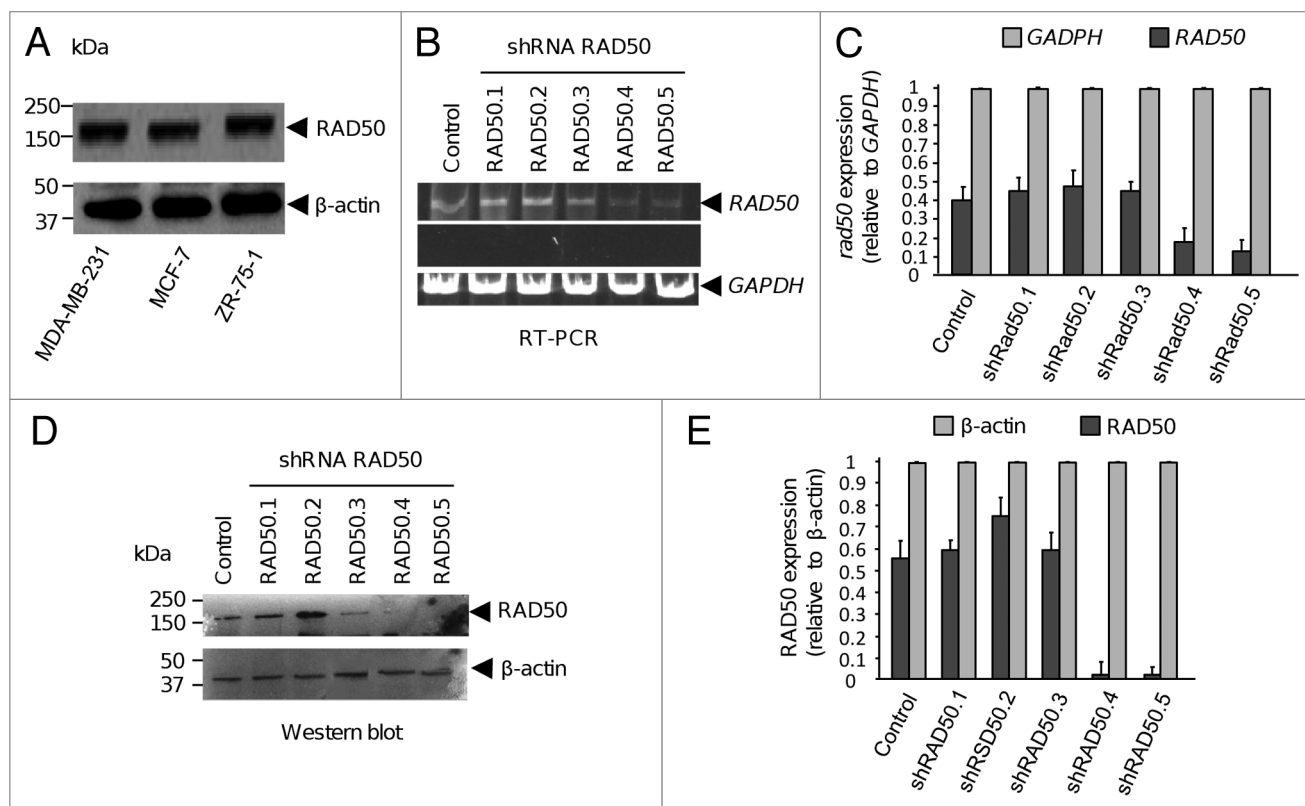 A
kDa
250
150
RAD50
50
37
β-actin
MDA-MB-231
MCF-7
ZR-75-1
B
shRNA RAD50
Control
RAD50.1
RAD50.2
RAD50.3
RAD50.4
RAD50.5
RAD50
GAPDH
RT-PCR
C
GADPH
RAD50
rad50 expression
(relative to GAPDH)
1
0.9
0.8
0.7
0.6
0.5
0.4
0.3
0.2
0.1
0
Control
shRad50.1
shRad50.2
shRad50.3
shRad50.4
shRad50.5
D
shRNA RAD50
kDa
Control
RAD50.1
RAD50.2
RAD50.3
RAD50.4
RAD50.5
250
150
RAD50
50
37
β-actin
Western blot
E
β-actin
RAD50
RAD50 expression
(relative to β-actin)
1
0.9
0.8
0.7
0.6
0.5
0.4
0.3
0.2
0.1
0
Control
shRAD50.1
shRSD50.2
shRAD50.3
shRAD50.4
shRAD50.5